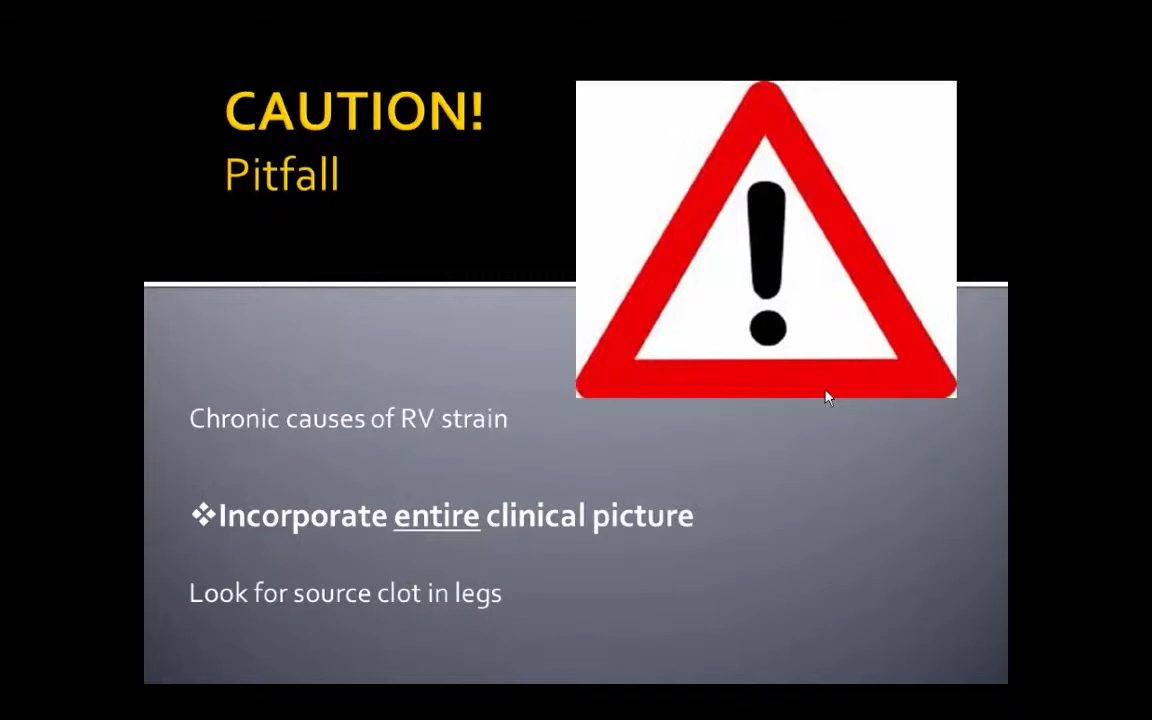 CAUTION!
Pitfall
Chronic causes of RV strain
❖Incorporate entire clinical picture
Look for source clot in legs